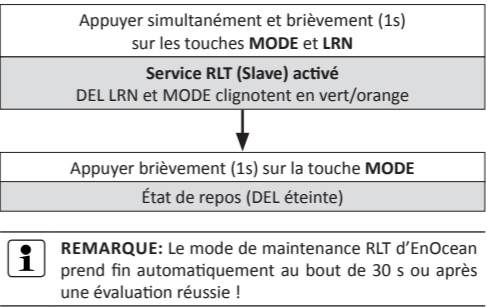 Appuyer simultanément et brièvement (1s)
sur les touches MODE et LRN
Service RLT (Slave) activé
DEL LRN et MODE clignotent en vert/orange
Appuyer brièvement (1s) sur la touche MODE
État de repos (DEL éteinte)
i
REMARQUE: Le mode de maintenance RLT d'EnOcean
prend fin automatiquement au bout de 30 s ou après
une évaluation réussie !